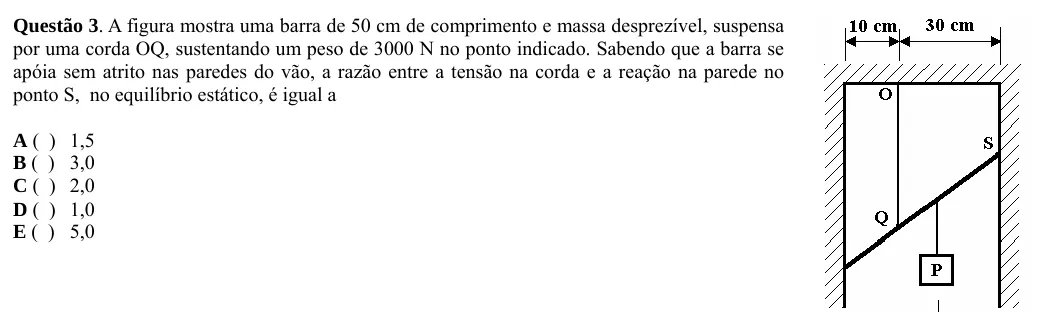 Questão 3. A figura mostra uma barra de 50 cm de comprimento e massa desprezível, suspensa
por uma corda OQ, sustentando um peso de 3000 N no ponto indicado. Sabendo que a barra se
apóia sem atrito nas paredes do vão, a razão entre a tensão na corda e a reação na parede no
ponto S, no equilíbrio estático, é igual a
A ( ) 1,5
B ( ) 3,0
C ( ) 2,0
D ( ) 1,0
E ( ) 5,0
10 cm 30 cm
O
S
Q
P